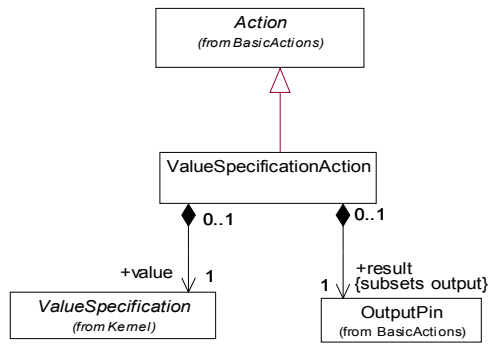 Action
(from BasicActions)
ValueSpecificationAction
0..1
0..1
+value
1
+result
1
{subsets output}
ValueSpecification
(from Kernel)
OutputPin
(from BasicActions)